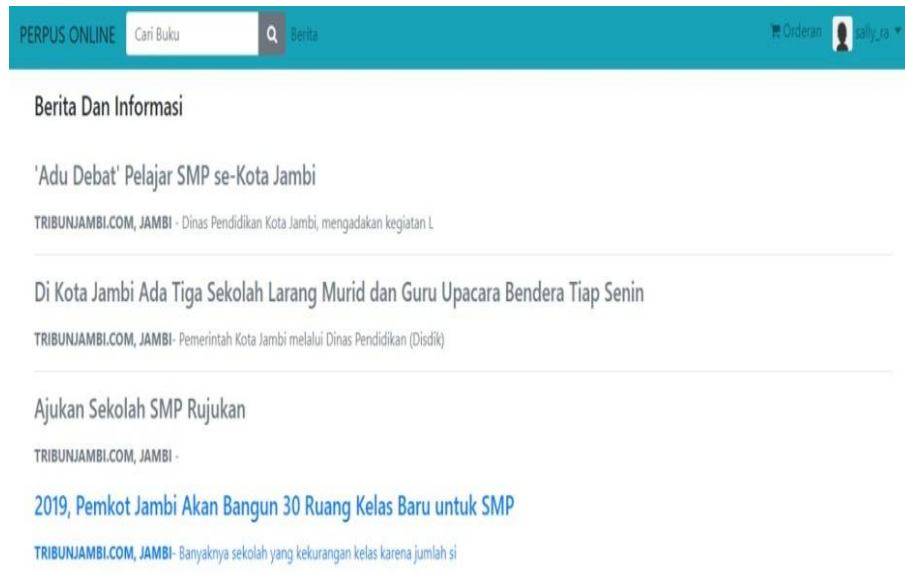 PERPUS ONLINE Cari Buku Berita Orderan sally_ra
Berita Dan Informasi
'Adu Debat' Pelajar SMP se-Kota Jambi
TRIBUNJAMBI.COM, JAMBI - Dinas Pendidikan Kota Jambi, mengadakan kegiatan L
Di Kota Jambi Ada Tiga Sekolah Larang Murid dan Guru Upacara Bendera Tiap Senin
TRIBUNJAMBI.COM, JAMBI- Pemerintah Kota Jambi melalui Dinas Pendidikan (Disdik)
Ajukan Sekolah SMP Rujukan
TRIBUNJAMBI.COM, JAMBI -
2019, Pemkot Jambi Akan Bangun 30 Ruang Kelas Baru untuk SMP
TRIBUNJAMBI.COM, JAMBI- Banyaknya sekolah yang kekurangan kelas karena jumlah si